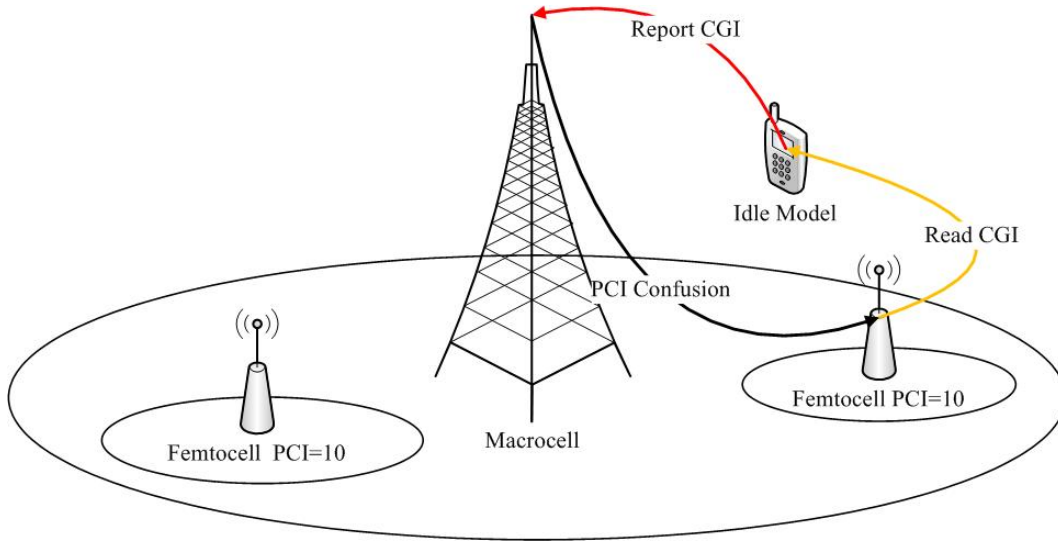 Report CGI
Idle Model
Read CGI
PCI Confusion
Femtocell PCI=10
Macrocell
Femtocell PCI=10